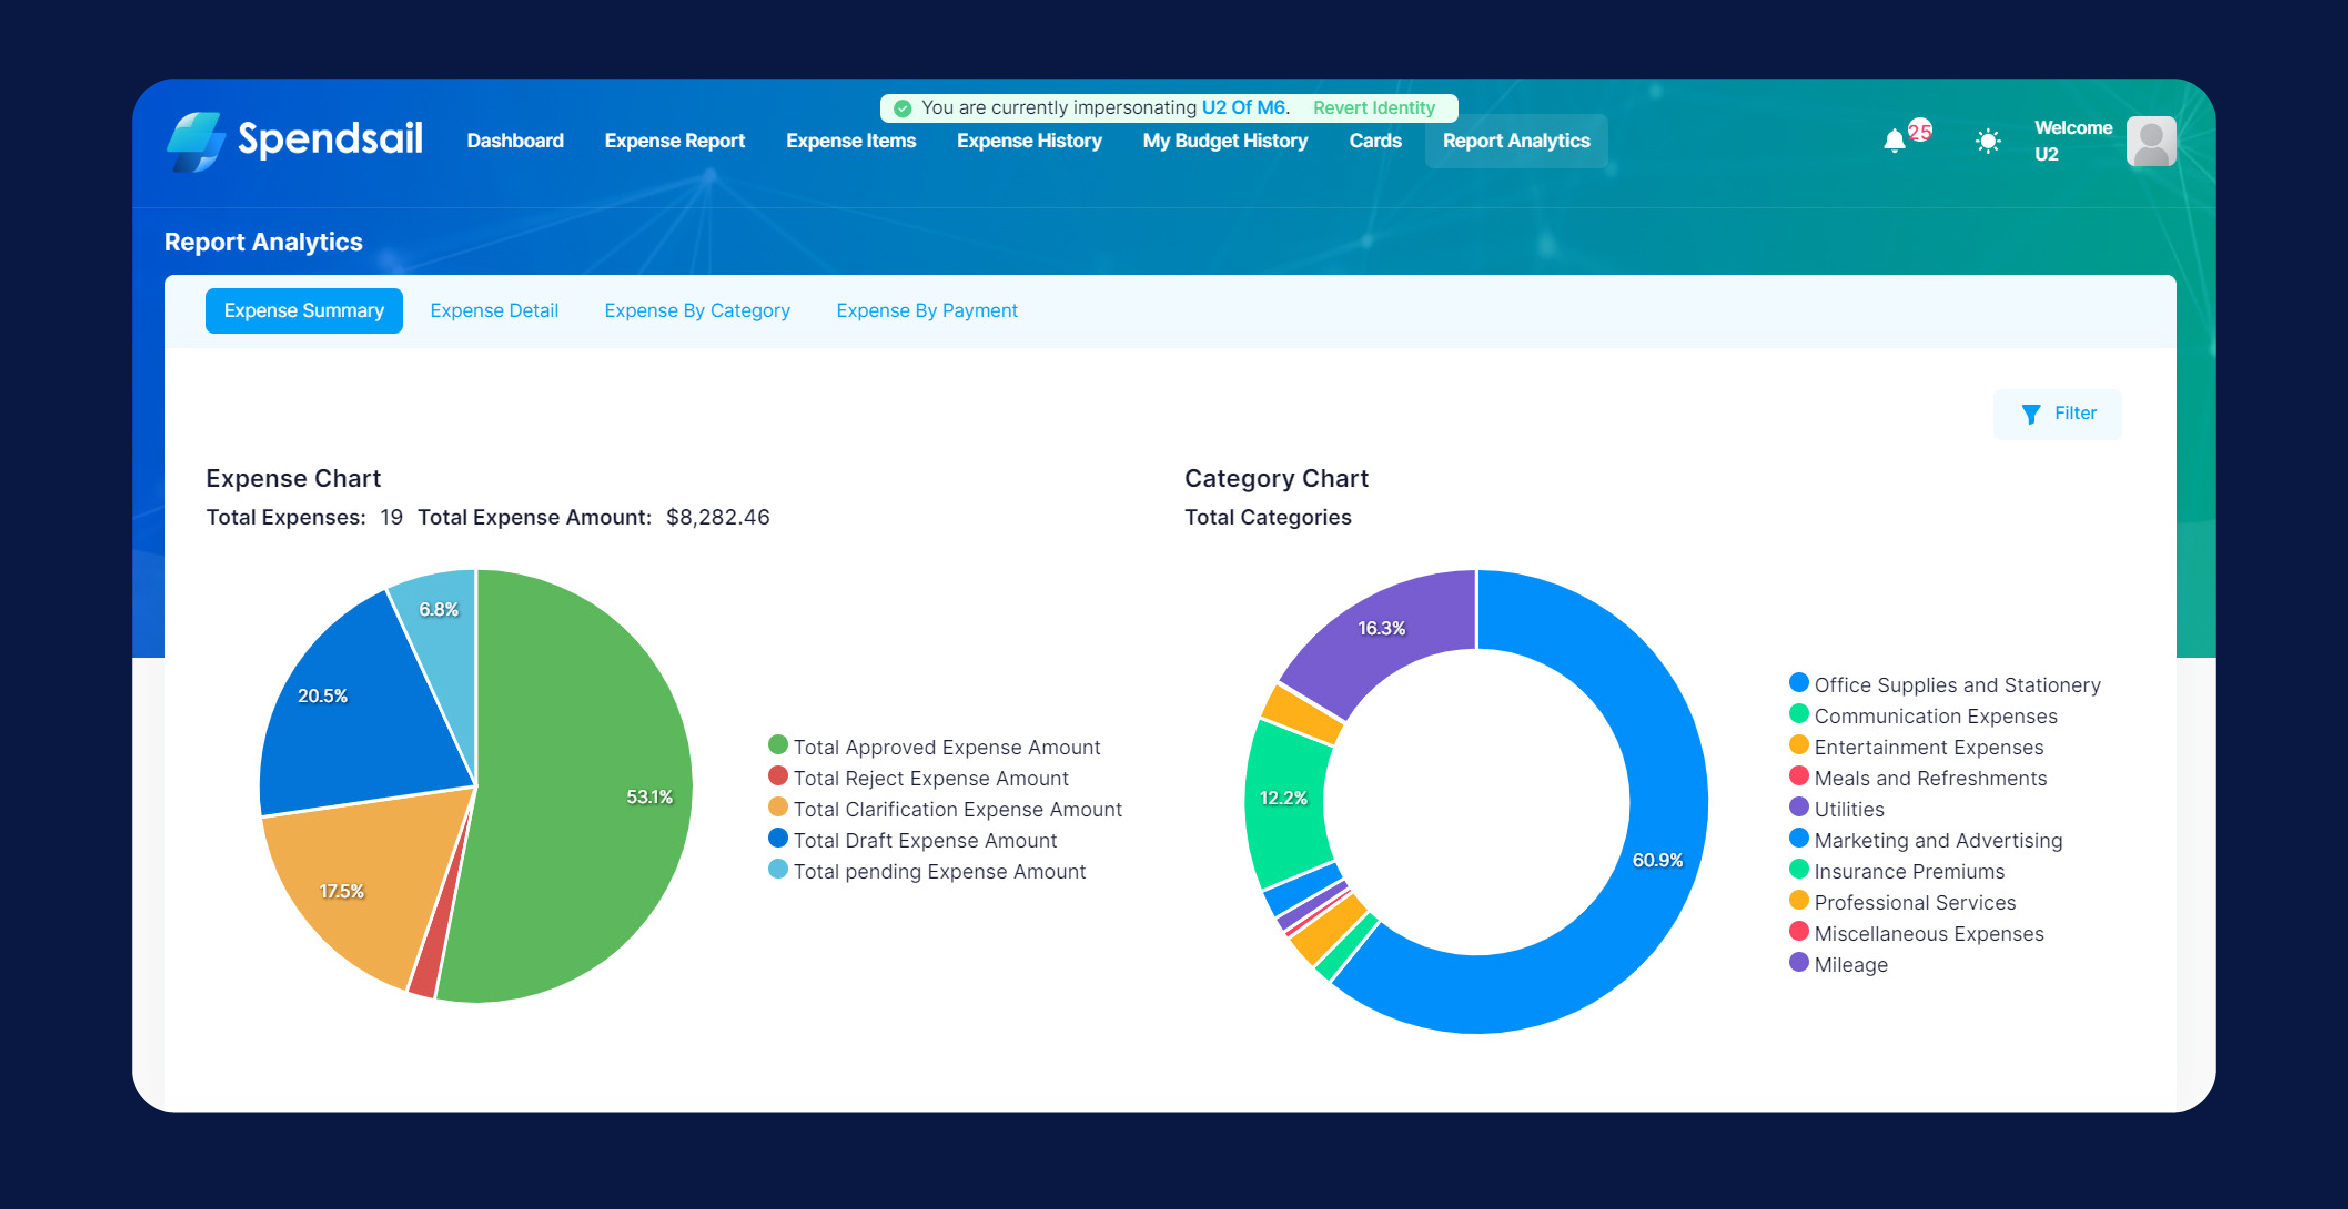 You are currently impersonating U2 Of M6. Revert Identity
Spendsail
Dashboard
Expense Report
Expense Items
Expense History
My Budget History
Cards
Report Analytics
25
Welcome
U2
Report Analytics
Expense Summary
Expense Detail
Expense By Category
Expense By Payment
Filter
Expense Chart
Total Expenses: 19 Total Expense Amount: $8,282.46
6.8%
20.5%
53.1%
17.5%
Total Approved Expense Amount
Total Reject Expense Amount
Total Clarification Expense Amount
Total Draft Expense Amount
Total pending Expense Amount
Category Chart
Total Categories
16.3%
12.2%
60.9%
Office Supplies and Stationery
Communication Expenses
Entertainment Expenses
Meals and Refreshments
Utilities
Marketing and Advertising
Insurance Premiums
Professional Services
Miscellaneous Expenses
Mileage